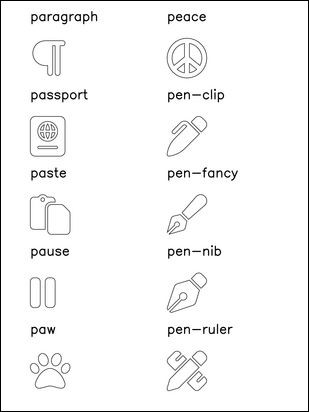 paragraph
peace
passport
pen-clip
paste
pen-fancy
pause
pen-nib
paw
pen-ruler